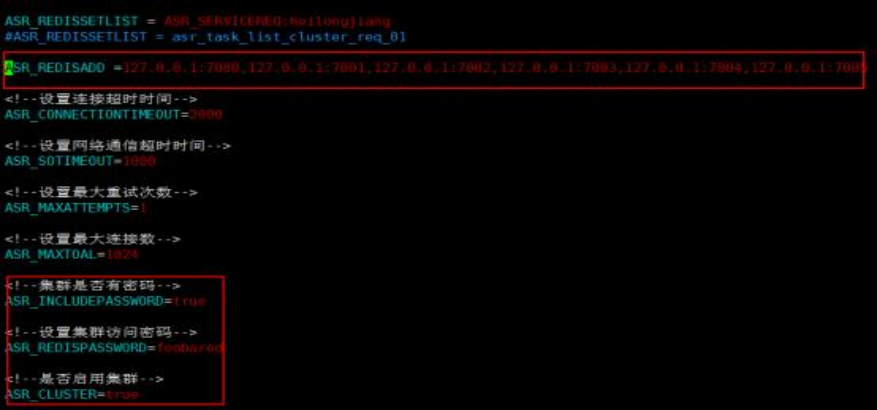 ASR_REDISSETLIST = ASR_SERVICEREQ:heilongjiang
#ASR_REDISSETLIST = asr_task_list_cluster_req_01
ASR_REDISADD =127.0.0.1:7000,127.0.0.1:7001,127.0.0.1:7002,127.0.0.1:7003,127.0.0.1:7004,127.0.0.1:7005
<!--设置连接超时时间-->
ASR_CONNECTIONTIMEOUT=2000
<!--设置网络通信超时时间-->
ASR_SOTIMEOUT=1000
<!--设置最大重试次数-->
ASR_MAXATTEMPTS=1
<!--设置最大连接数-->
ASR_MAXTOAL=1024
<!--集群是否有密码-->
ASR_INCLUDEPASSWORD=true
<!--设置集群访问密码-->
ASR_REDISPASSWORD=foobared
<!--是否启用集群-->
ASR_CLUSTER=true